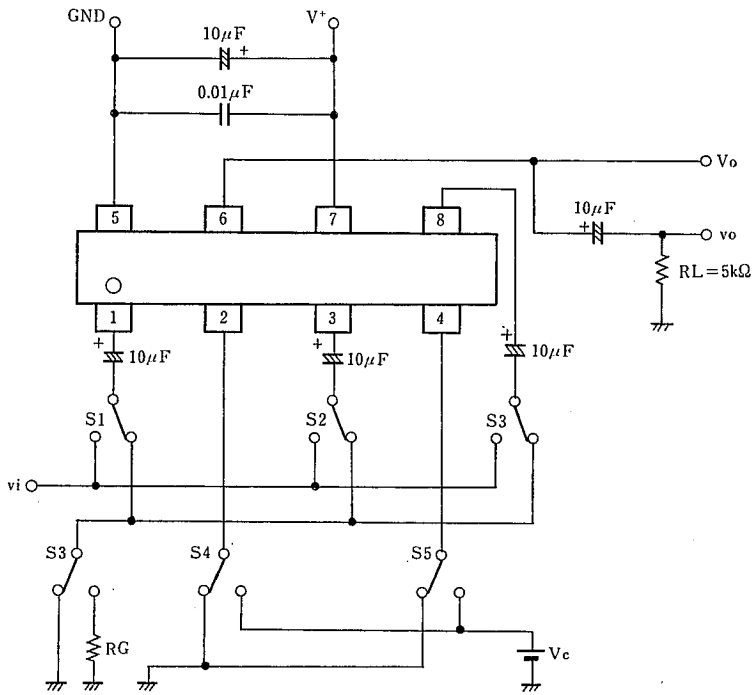 GND
V+
10μF
+
0.01μF
Vo
5
6
7
8
10μF
+
vo
RL=5kΩ
1
2
3
4
+
10μF
+
10μF
+
10μF
S1
S2
S3
vi
S3
S4
S5
RG
Vc